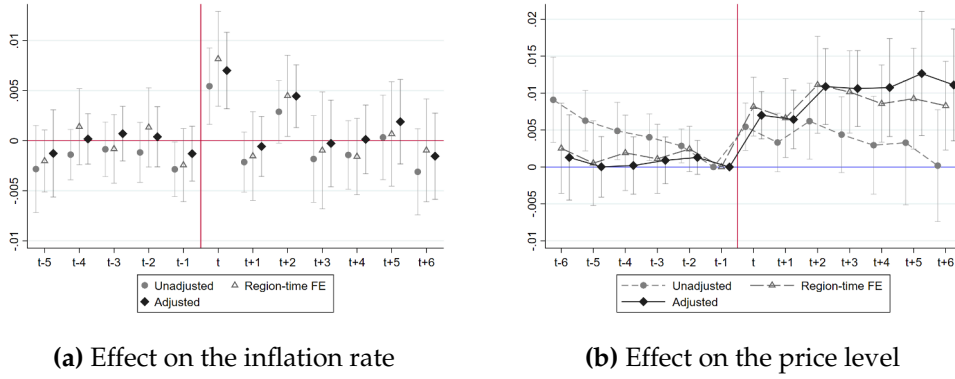 .01
.005
0
-.005
-.01
t-5 t-4 t-3 t-2 t-1 t t+1 t+2 t+3 t+4 t+5 t+6
Unadjusted Region-time FE
Adjusted
(a) Effect on the inflation rate
.02
.015
.01
.005
0
-.005
-.01
t-6 t-5 t-4 t-3 t-2 t-1 t t+1 t+2 t+3 t+4 t+5 t+6
Unadjusted Region-time FE
Adjusted
(b) Effect on the price level